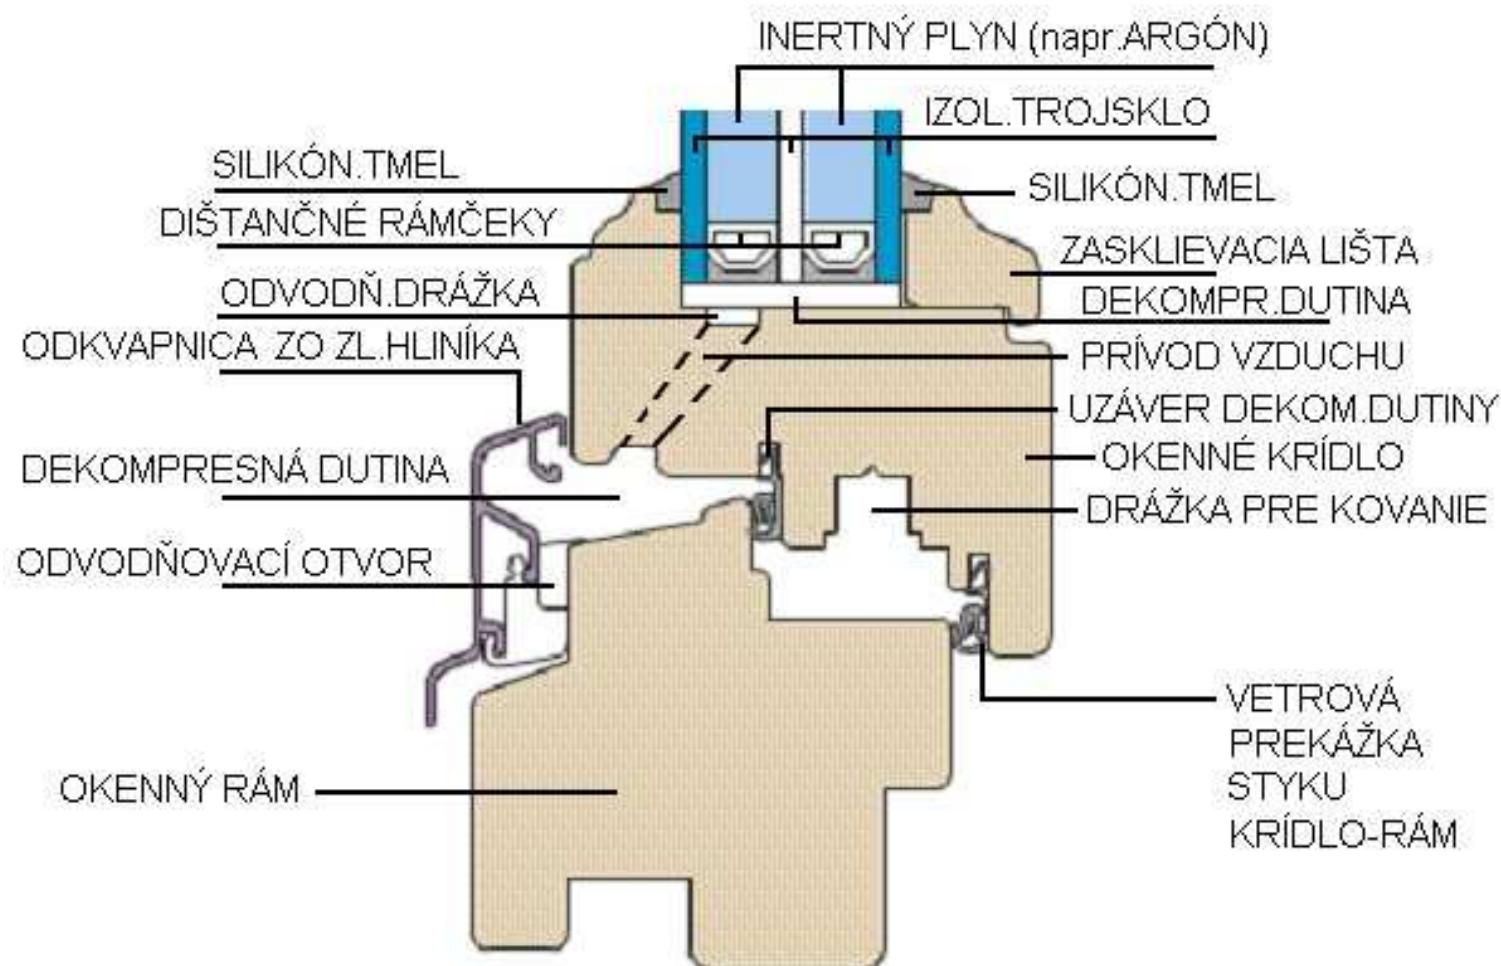 INERTNÝ PLYN (napr.ARGÓN)
IZOL.TROJSKLO
SILIKÓN.TMEL
SILIKÓN.TMEL
DIŠTANČNÉ RÁMČEKY
ZASKLIEVACIA LIŠTA
ODVODŇ.DRÁŽKA
DEKOMPR.DUTINA
ODKVAPNICA ZO ZL.HLINÍKA
PRÍVOD VZDUCHU
UZÁVER DEKOM.DUTINY
DEKOMPRESNÁ DUTINA
OKENNÉ KRÍDLO
DRÁŽKA PRE KOVANIE
ODVODŇOVACÍ OTVOR
VETROVÁ
PREKÁŽKA
STYKU
KRÍDLO-RÁM
OKENNÝ RÁM